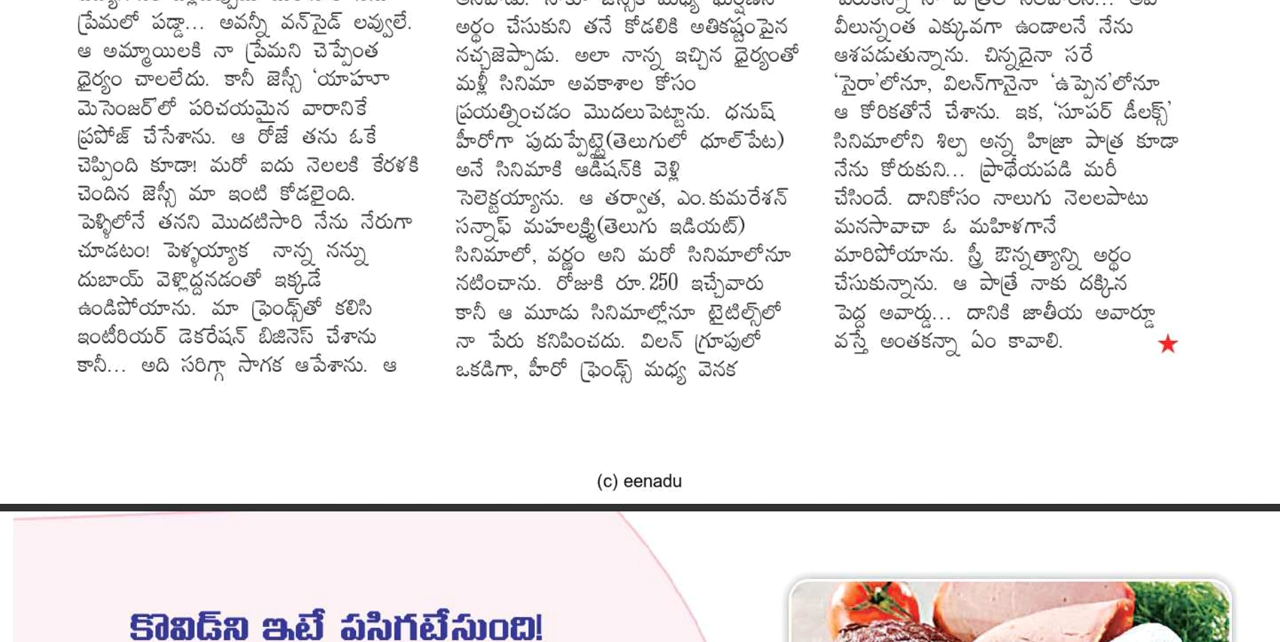 ప్రేమలో పడ్డా... అవన్నీ వన్‌సైడ్ లవ్వులే.
ఆ అమ్మాయిలకి నా ప్రేమని చెప్పేంత
ధైర్యం చాలలేదు. కానీ జెస్సీ ‘యాహూ
మెసెంజర్’లో పరిచయమైన వారానికే
ప్రపోజ్ చేసేశాను. ఆ రోజే తను ఓకే
చెప్పింది కూడా! మరో ఐదు నెలలకి కేరళకి
చెందిన జెస్సీ మా ఇంటి కోడలైంది.
పెళ్ళిలోనే తనని మొదటిసారి నేను నేరుగా
చూడటం! పెళ్ళయ్యాక నాన్న నన్ను
దుబాయ్ వెళ్లొద్దనడంతో ఇక్కడే
ఉండిపోయాను. మా ఫ్రెండ్స్‌తో కలిసి
ఇంటీరియర్ డెకరేషన్ బిజినెస్ చేశాను
కానీ... అది సరిగ్గా సాగక ఆపేశాను. ఆ
అర్థం చేసుకుని తనే కోడలికి అతికష్టంపైన
నచ్చజెప్పాడు. అలా నాన్న ఇచ్చిన ధైర్యంతో
మళ్లీ సినిమా అవకాశాల కోసం
ప్రయత్నించడం మొదలుపెట్టాను. ధనుష్
హీరోగా పుదుప్పేట్టై(తెలుగులో ధూల్‌పేట)
అనే సినిమాకి ఆడిషన్‌కి వెళ్లి
సెలెక్టయ్యాను. ఆ తర్వాత, ఎం.కుమరేశన్
సన్నాఫ్ మహలక్ష్మి(తెలుగు ఇడియట్)
సినిమాలో, వర్ణం అని మరో సినిమాలోనూ
నటించాను. రోజుకి రూ.250 ఇచ్చేవారు
కానీ ఆ మూడు సినిమాల్లోనూ టైటిల్స్‌లో
నా పేరు కనిపించదు. విలన్ గ్రూపులో
ఒకడిగా, హీరో ఫ్రెండ్స్ మధ్య వెనక
వీలున్నంత ఎక్కువగా ఉండాలనే నేను
ఆశపడుతున్నాను. చిన్నదైనా సరే
‘సైరా’లోనూ, విలన్‌గానైనా ‘ఉప్పెన’లోనూ
ఆ కోరికతోనే చేశాను. ఇక, ‘సూపర్ డీలక్స్’
సినిమాలోని శిల్ప అన్న హిజ్రా పాత్ర కూడా
నేను కోరుకుని... ప్రాథేయపడి మరీ
చేసిందే. దానికోసం నాలుగు నెలలపాటు
మనసావాచా ఓ మహిళగానే
మారిపోయాను. స్త్రీ ఔన్నత్యాన్ని అర్థం
చేసుకున్నాను. ఆ పాత్రే నాకు దక్కిన
పెద్ద అవార్డు... దానికి జాతీయ అవార్డూ
వస్తే అంతకన్నా ఏం కావాలి.
(c) eenadu
కొవిడ్‌ని ఇట్టే పసిగట్టేస్తుంది!